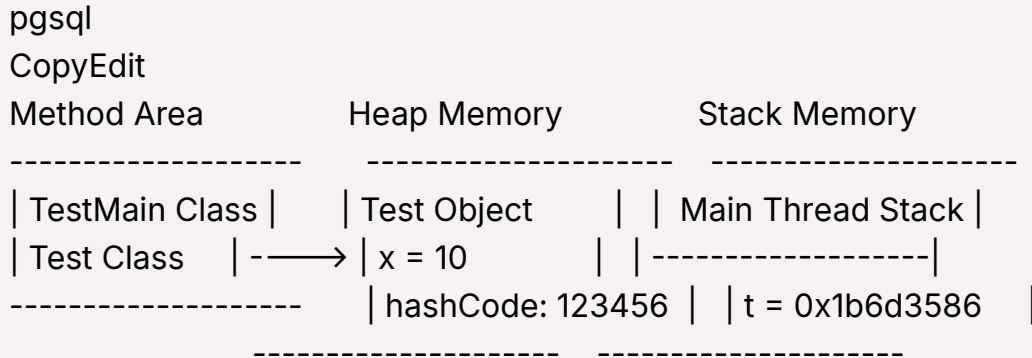 pgsql
CopyEdit
Method Area Heap Memory Stack Memory
-------------------- --------------------- ---------------------
| TestMain Class | | Test Object | | Main Thread Stack |
| Test Class | -----> | x = 10 | | -------------------|
-------------------- | hashCode: 123456 | | t = 0x1b6d3586 |
--------------------- ---------------------